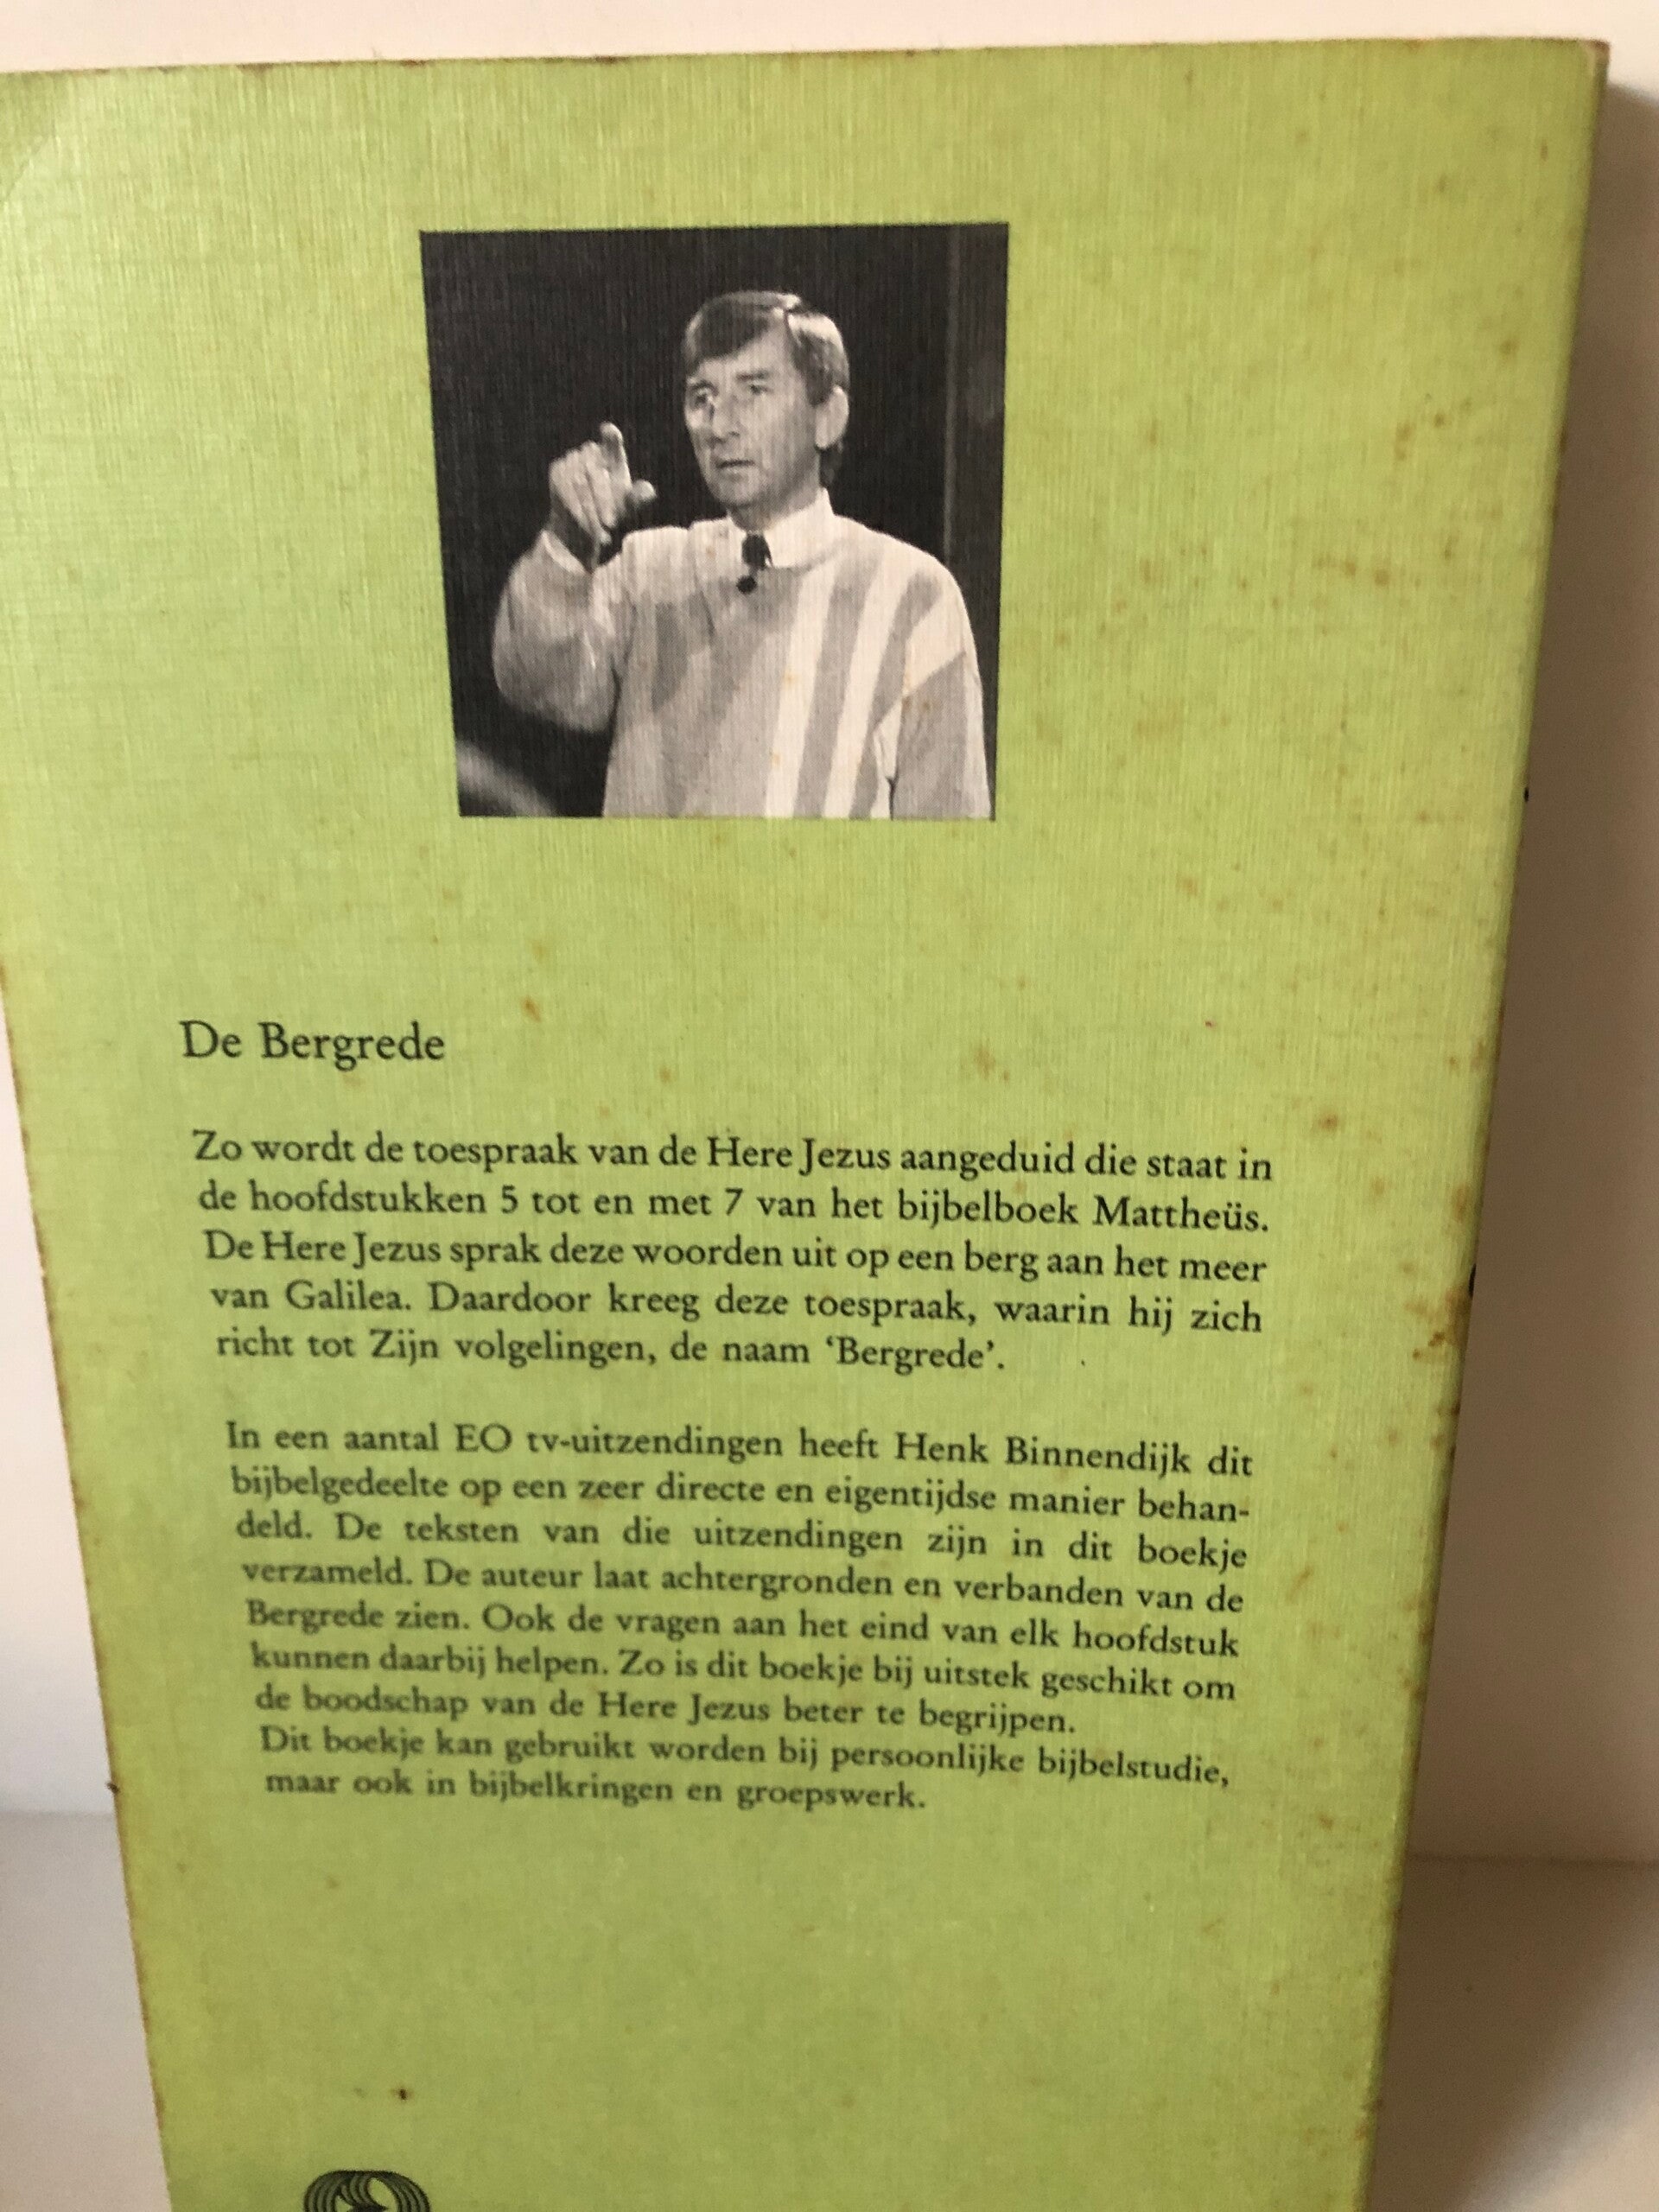 De Bergrede
Zo wordt de toespraak van de Here Jezus aangeduid die staat in
de hoofdstukken 5 tot en met 7 van het bijbelboek Mattheüs.
De Here Jezus sprak deze woorden uit op een berg aan het meer
van Galilea. Daardoor kreeg deze toespraak, waarin hij zich
richt tot Zijn volgelingen, de naam ‘Bergrede’.
In een aantal EO tv-uitzendingen heeft Henk Binnendijk dit
bijbelgedeelte op een zeer directe en eigentijdse manier behan-
deld. De teksten van die uitzendingen zijn in dit boekje
verzameld. De auteur laat achtergronden en verbanden van de
Bergrede zien. Ook de vragen aan het eind van elk hoofdstuk
kunnen daarbij helpen. Zo is dit boekje bij uitstek geschikt om
de boodschap van de Here Jezus beter te begrijpen.
Dit boekje kan gebruikt worden bij persoonlijke bijbelstudie,
maar ook in bijbelkringen en groepswerk.